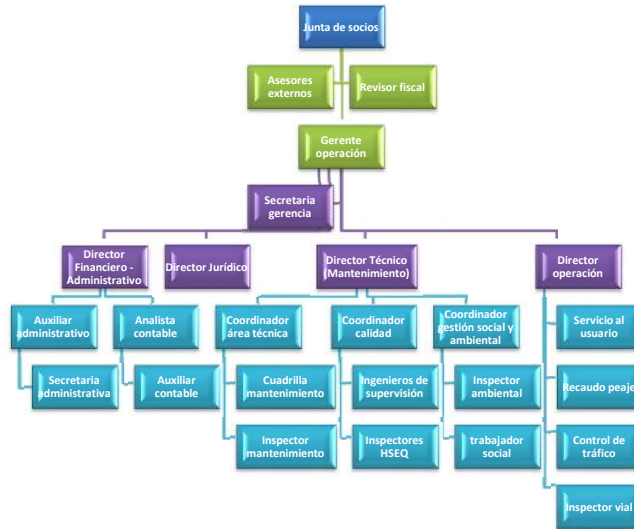 Junta de socios
Asesores
externos
Revisor fiscal
Gerente
operación
Secretaria
gerencia
Director
Financiero -
Administrativo
Director Jurídico
Director Técnico
(Mantenimiento)
Director
operación
Auxiliar
administrativo
Analista
contable
Coordinador
área técnica
Coordinador
calidad
Coordinador
gestión social y
ambiental
Servicio al
usuario
Secretaria
administrativa
Auxiliar
contable
Cuadrilla
mantenimiento
Ingenieros de
supervisión
Inspector
ambiental
Recaudo peaje
Inspector
mantenimiento
Inspectores
HSEQ
trabajador
social
Control de
tráfico
Inspector vial